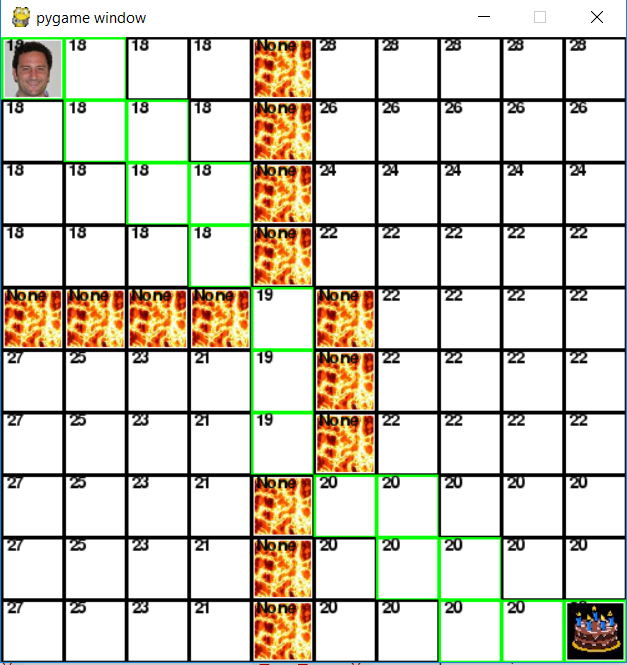 pygame window
18 18 18 None 28 28 28 28 28
18 18 18 18 None 26 26 26 26 26
18 18 18 18 None 24 24 24 24 24
18 18 18 18 None 22 22 22 22 22
None None None None 19 None 22 22 22 22
27 25 23 21 19 None 22 22 22 22
27 25 23 21 19 None 22 22 22 22
27 25 23 21 None 20 20 20 20 20
27 25 23 21 None 20 20 20 20 20
27 25 23 21 None 20 20 20 20